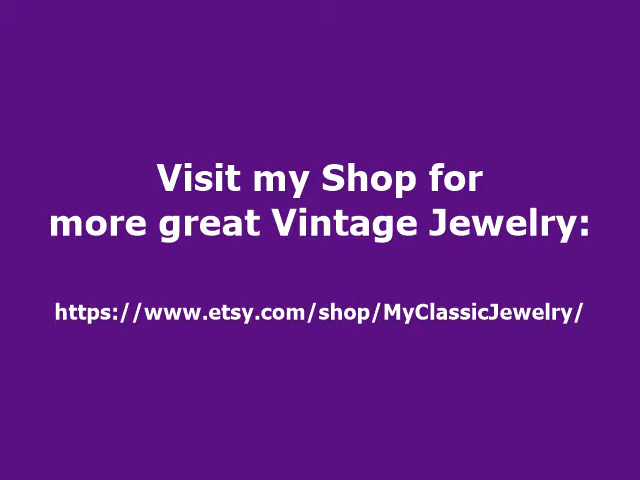 Visit my Shop for
more great Vintage Jewelry:
https://www.etsy.com/shop/MyClassicJewelry/